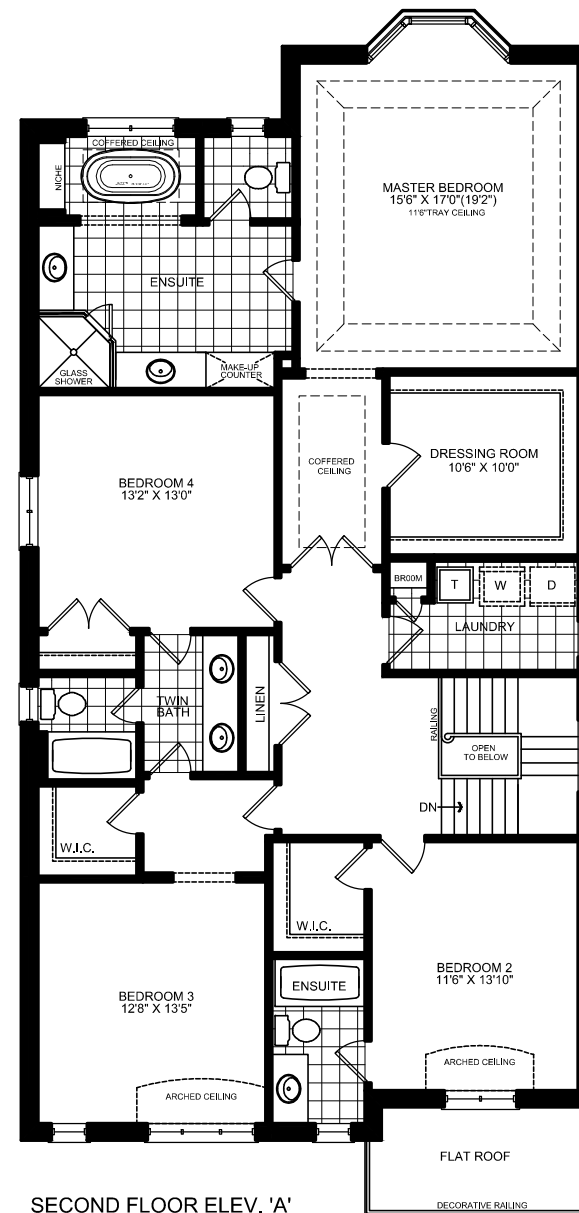 COFFERED CEILING
NICHE
MASTER BEDROOM
15'6" X 17'0"(19'2")
11'6"TRAY CEILING
ENSUITE
GLASS
SHOWER
MAKE-UP
COUNTER
BEDROOM 4
13'2" X 13'0"
COFFERED
CEILING
DRESSING ROOM
10'6" X 10'0"
BROOM
T
W
D
LAUNDRY
TWIN
BATH
LINEN
RAILING
OPEN
TO BELOW
DN
W.I.C.
W.I.C.
BEDROOM 3
12'8" X 13'5"
ENSUITE
BEDROOM 2
11'6" X 13'10"
ARCHED CEILING
ARCHED CEILING
FLAT ROOF
SECOND FLOOR ELEV. 'A'
DECORATIVE RAILING